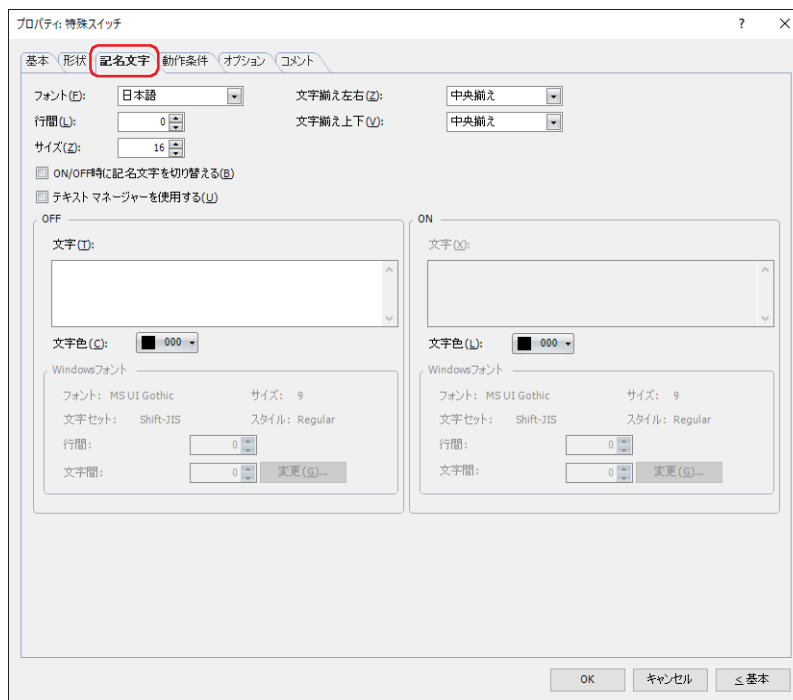 プロパティ: 特殊スイッチ ? ×
基本 形状 記名文字 動作条件 オプション コメント
フォント(F): 日本語 文字揃え左右(Z): 中央揃え
行間(L): 0 文字揃え上下(V): 中央揃え
サイズ(Z): 16
ON/OFF時に記名文字を切り替える(B)
テキスト マネージャーを使用する(U)
OFF
文字(T):
文字色(C): 000
Windowsフォント
フォント: MS UI Gothic サイズ: 9
文字セット: Shift-JIS スタイル: Regular
行間: 0
文字間: 0 変更(G)...
ON
文字(X):
文字色(L): 000
Windowsフォント
フォント: MS UI Gothic サイズ: 9
文字セット: Shift-JIS スタイル: Regular
行間: 0
文字間: 0 変更(G)...
OK キャンセル < 基本